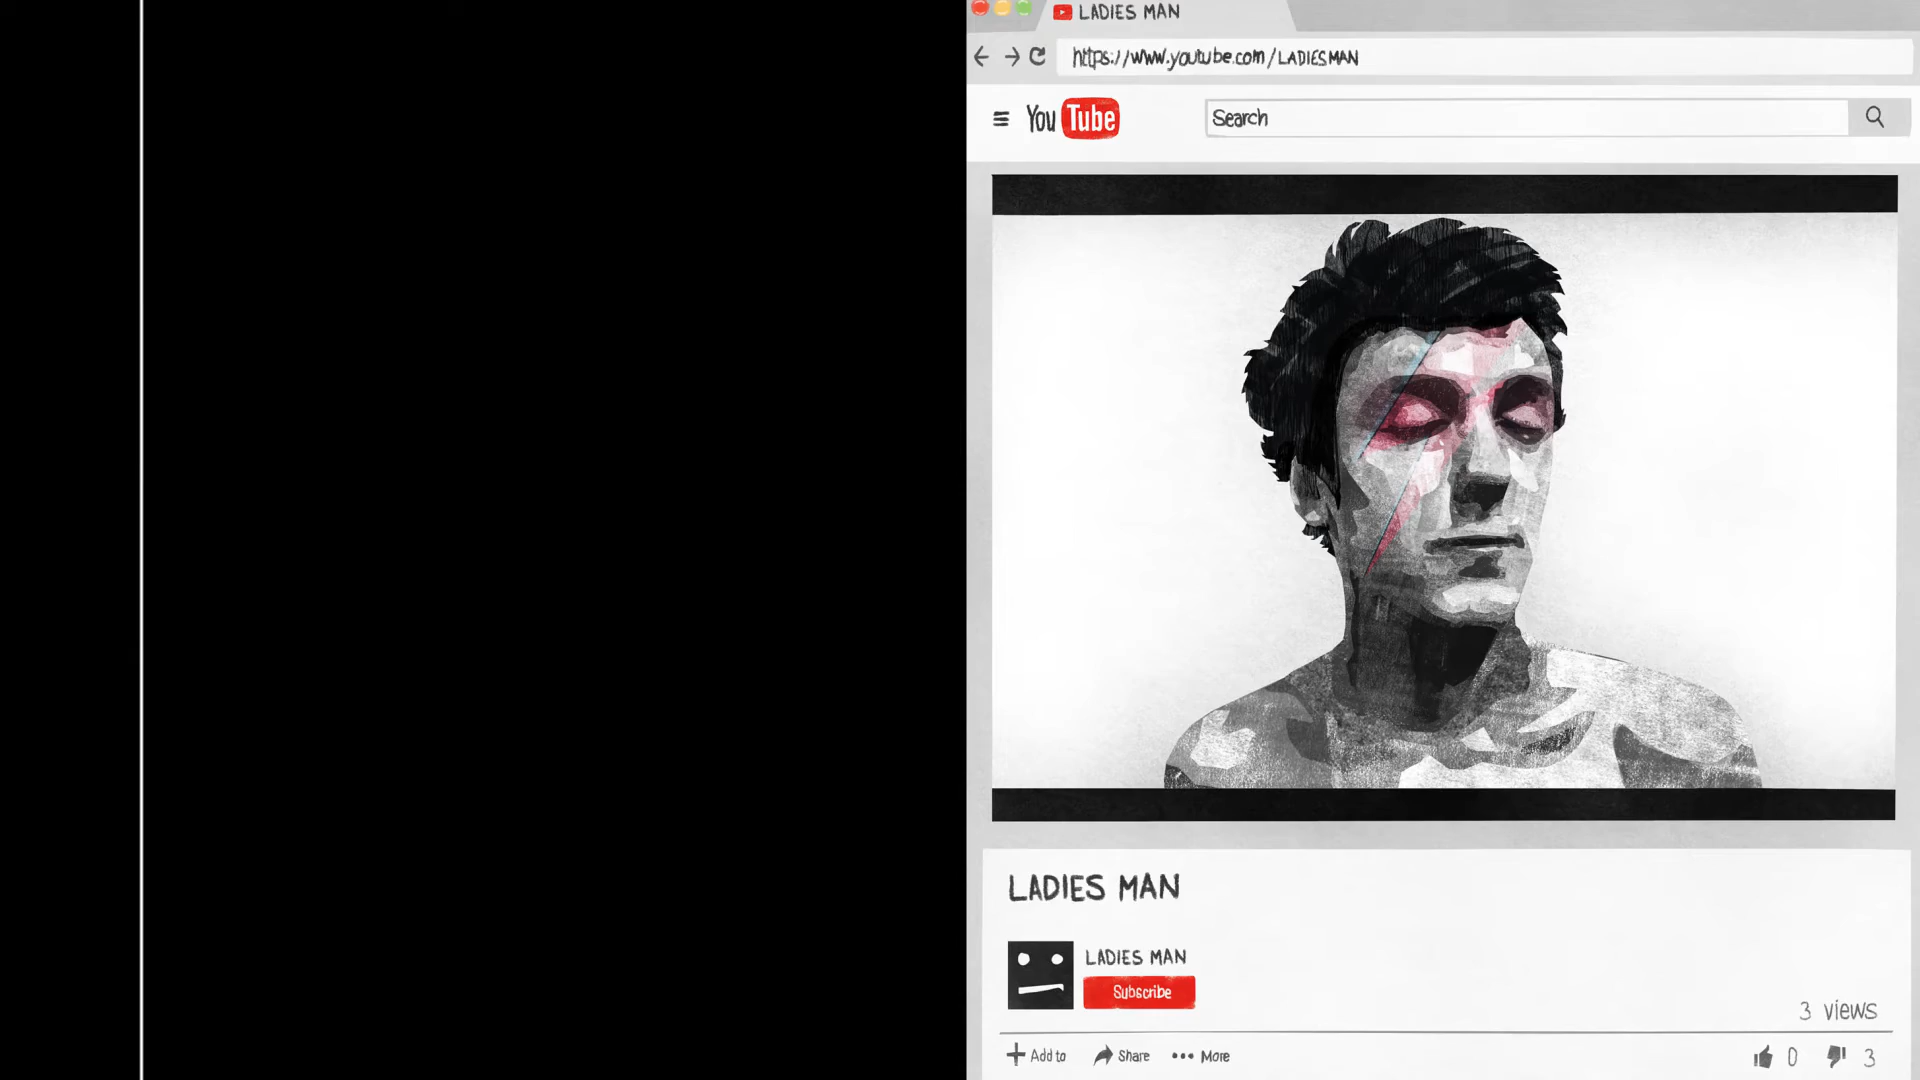 LADIES MAN
https://www.youtube.com/LADIESMAN
YouTube
Search
LADIES MAN
LADIES MAN
Subscribe
3 views
Add to Share More 0 3